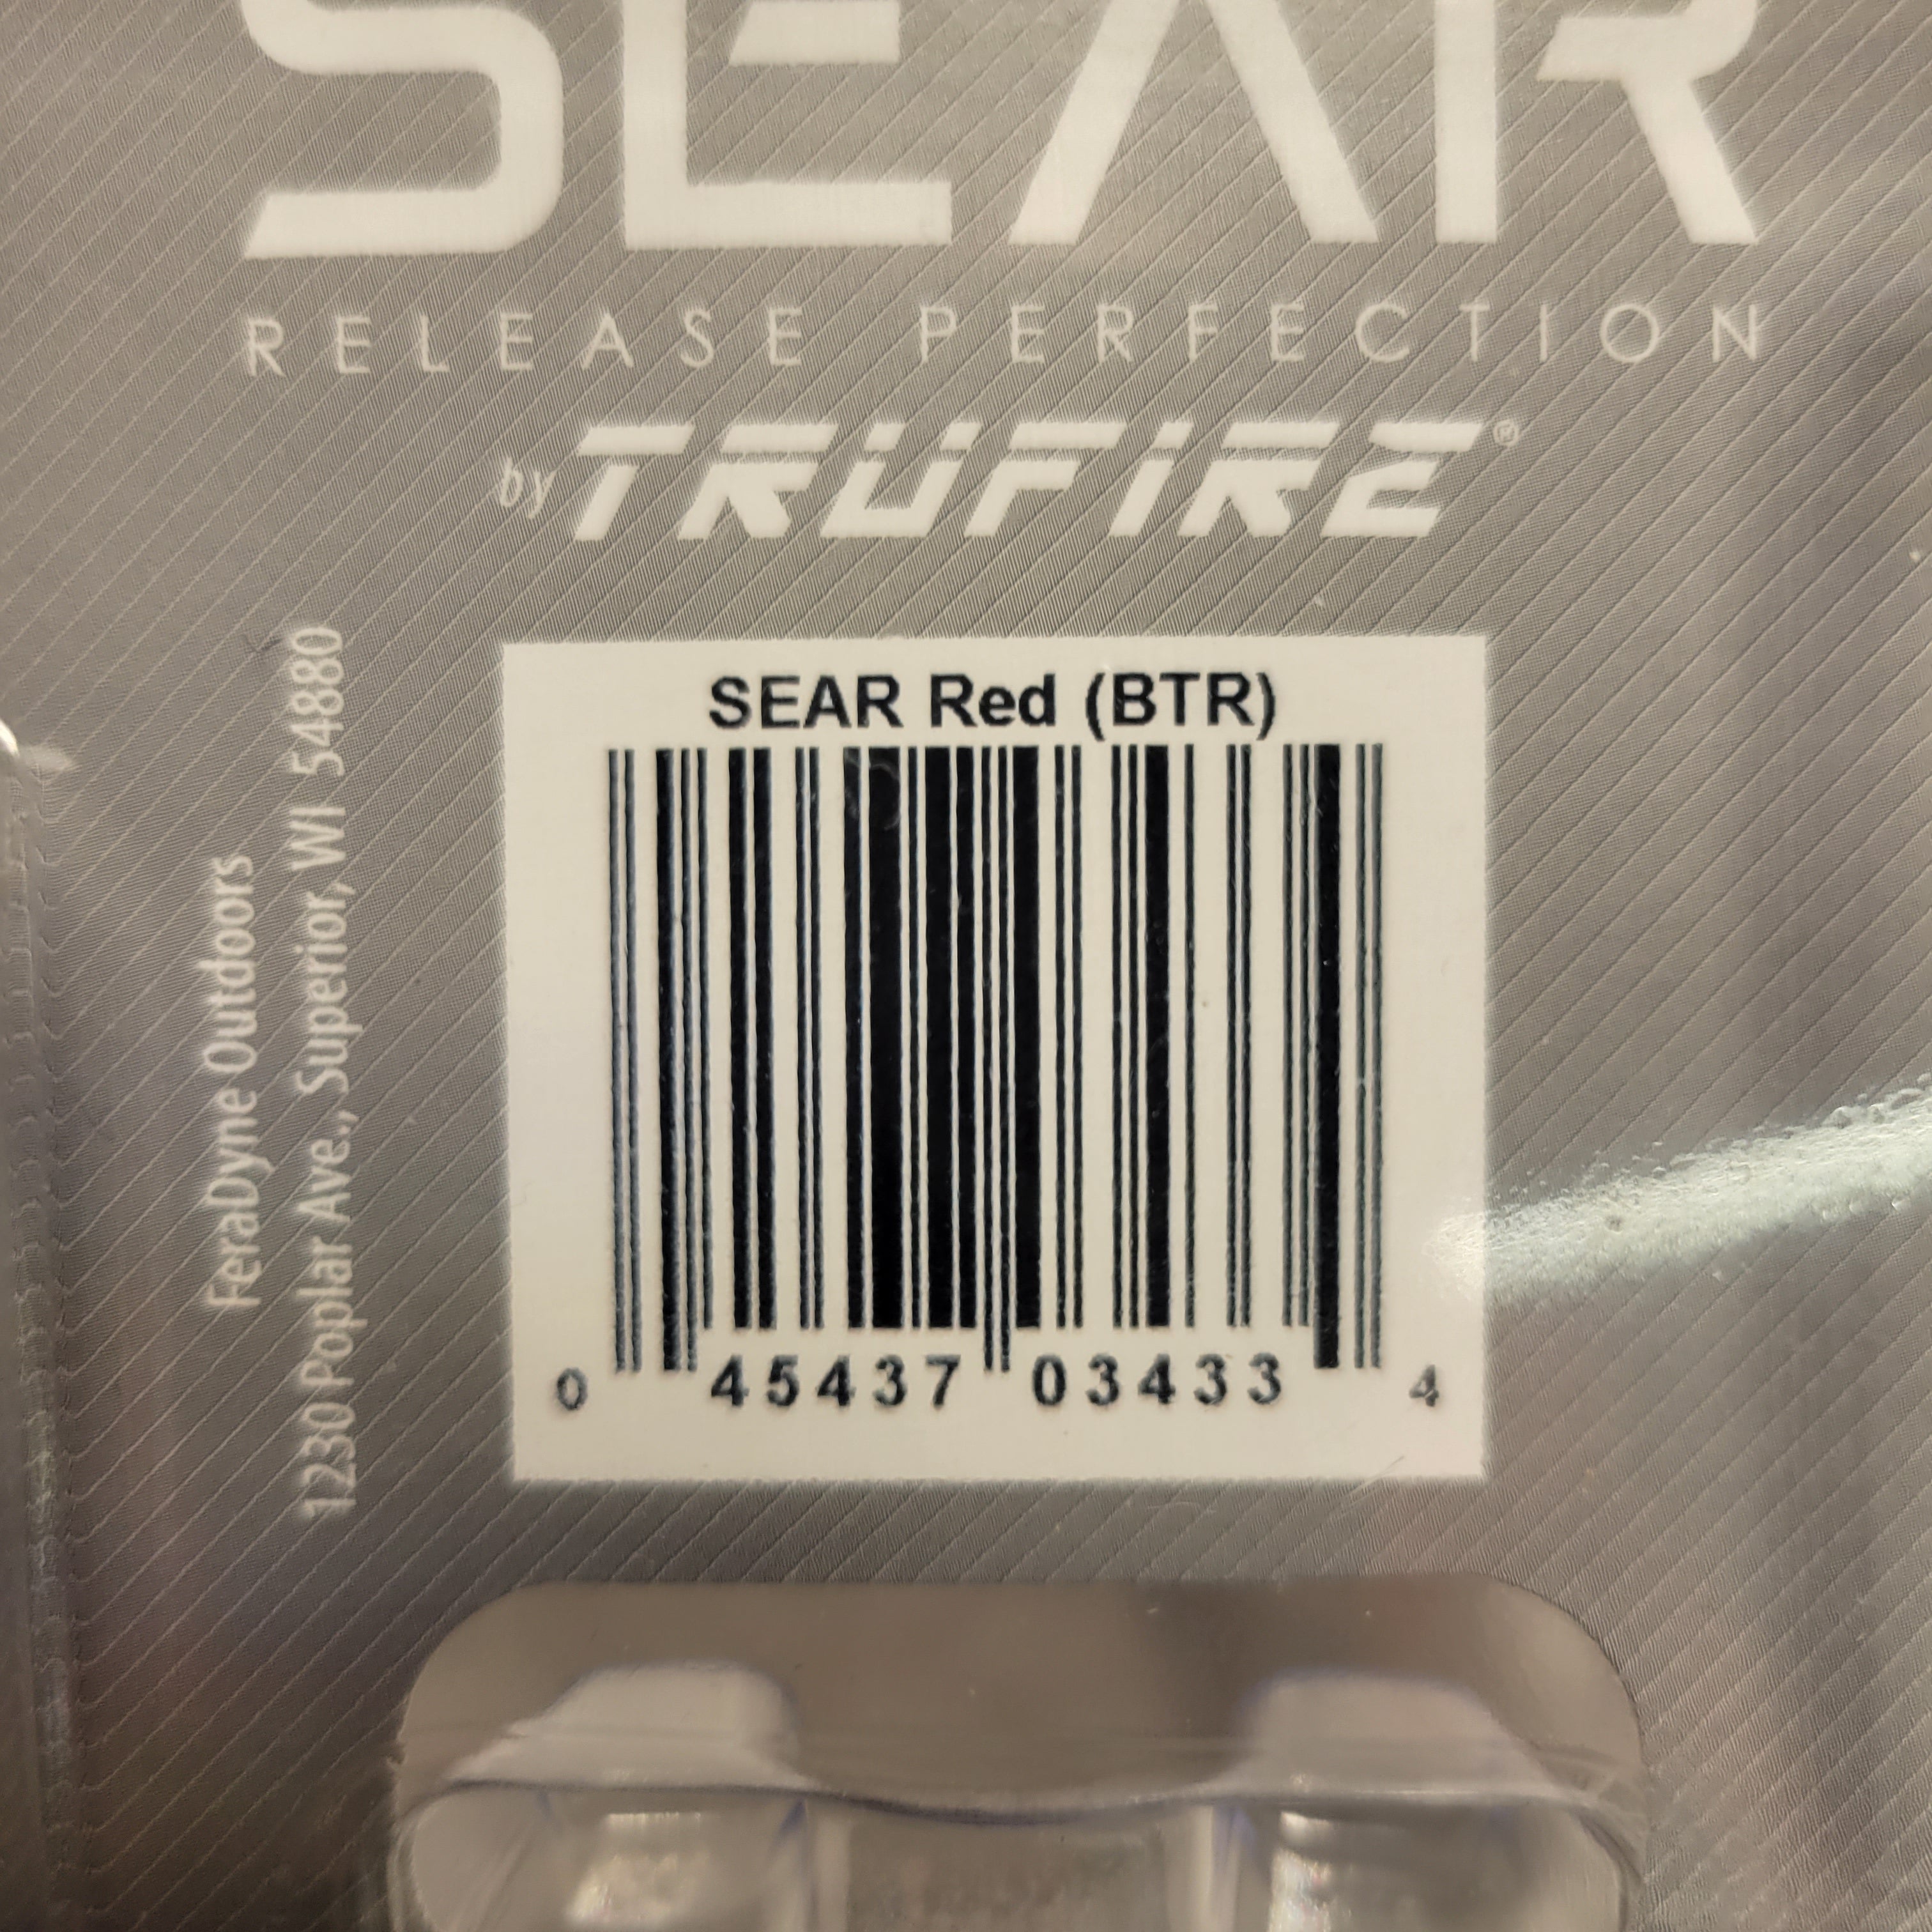 SEAR
RELEASE PERFECTION
by TRUFIRE®
FeraDyne Outdoors
1230 Poplar Ave., Superior, WI 54880
SEAR Red (BTR)
0 45437 03433 4